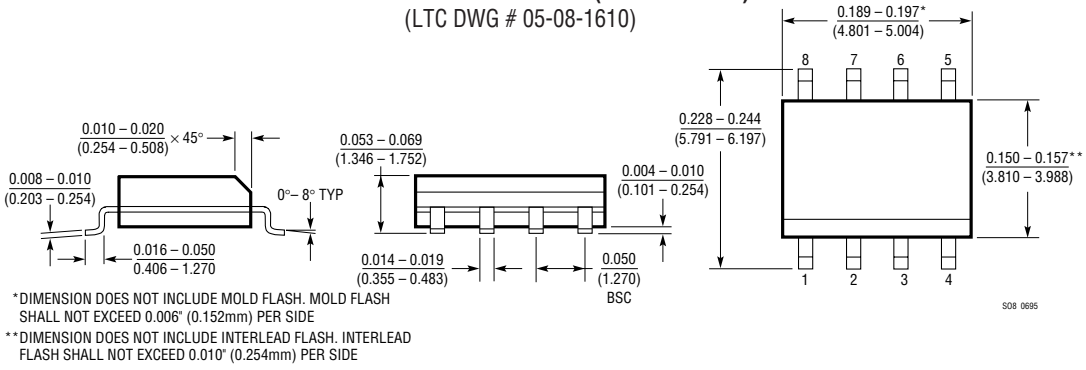 (LTC DWG # 05-08-1610)
0.189 – 0.197*
(4.801 – 5.004)
8 7 6 5
0.228 – 0.244
(5.791 – 6.197)
0.150 – 0.157**
(3.810 – 3.988)
1 2 3 4
0.010 – 0.020
(0.254 – 0.508)
× 45°
0.008 – 0.010
(0.203 – 0.254)
0°– 8° TYP
0.016 – 0.050
0.406 – 1.270
0.053 – 0.069
(1.346 – 1.752)
0.004 – 0.010
(0.101 – 0.254)
0.014 – 0.019
(0.355 – 0.483)
0.050
(1.270)
BSC
*DIMENSION DOES NOT INCLUDE MOLD FLASH. MOLD FLASH
SHALL NOT EXCEED 0.006" (0.152mm) PER SIDE
**DIMENSION DOES NOT INCLUDE INTERLEAD FLASH. INTERLEAD
FLASH SHALL NOT EXCEED 0.010" (0.254mm) PER SIDE
SO8 0695